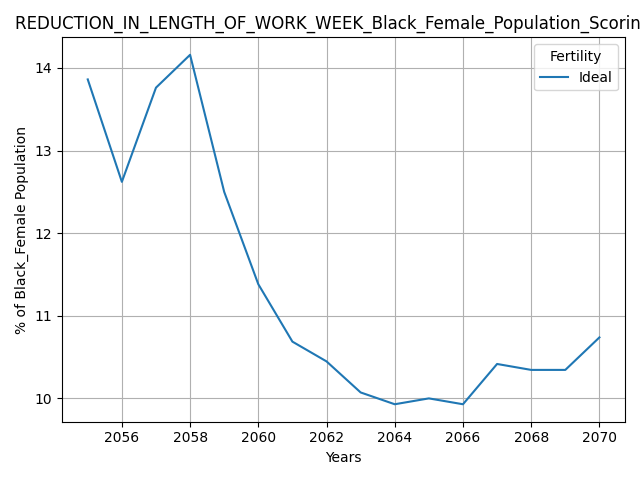 REDUCTION_IN_LENGTH_OF_WORK_WEEK_Black_Female_Population_Scorin
Fertility
Ideal
% of Black_Female Population
14
13
12
11
10
2056 2058 2060 2062 2064 2066 2068 2070
Years